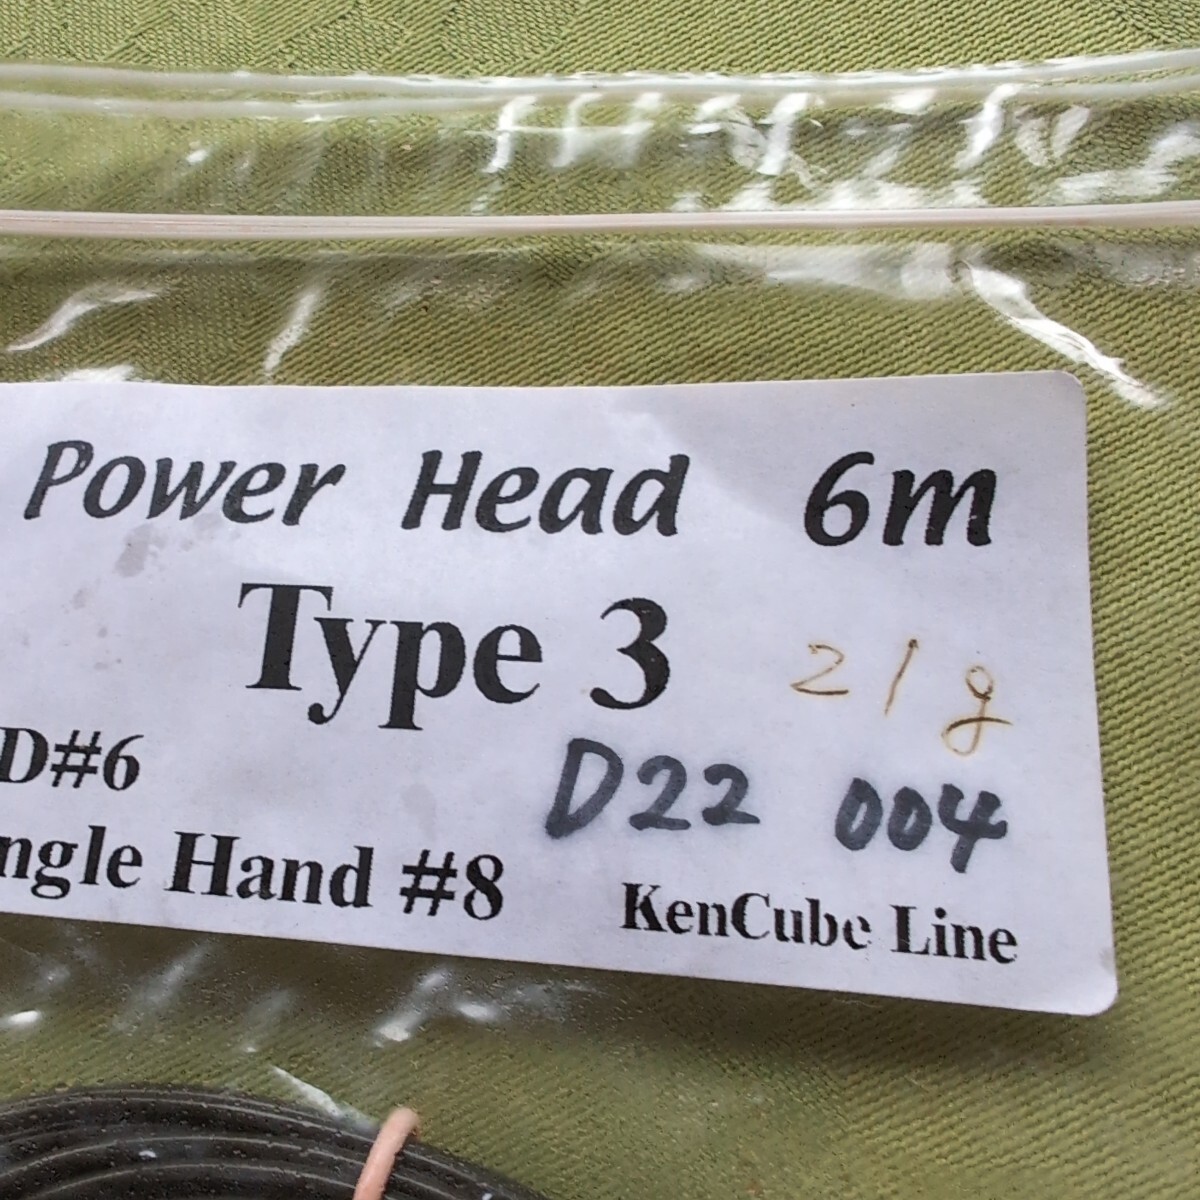 Power Head 6m
Type 3 21g
D#6
D22 004
ngle Hand #8
KenCube Line